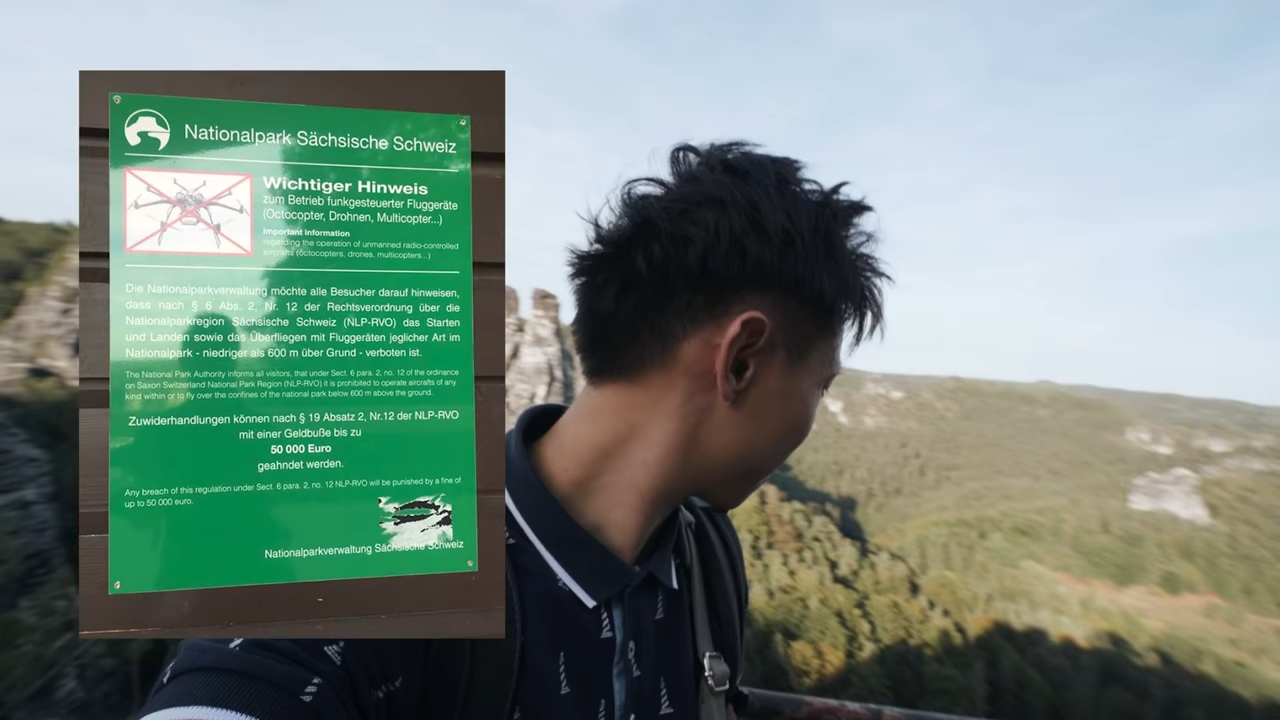 Nationalpark Sächsische Schweiz
Wichtiger Hinweis
zum Betrieb funkgesteuerter Fluggeräte
(Octocopter, Drohnen, Multicopter...)
Important information
regarding the operation of unmanned radio-controlled
aircrafts (octocopters, drones, multicopters...)
Die Nationalparkverwaltung möchte alle Besucher darauf hinweisen,
dass nach § 6 Abs. 2, Nr. 12 der Rechtsverordnung über die
Nationalparkregion Sächsische Schweiz (NLP-RVO) das Starten
und Landen sowie das Überfliegen mit Fluggeräten jeglicher Art im
Nationalpark - niedriger als 600 m über Grund - verboten ist.
The National Park Authority informs all visitors, that under Sect. 6 para. 2, no. 12 of the ordinance
on Saxon Switzerland National Park Region (NLP-RVO) it is prohibited to operate aircrafts of any
kind within or to fly over the confines of the national park below 600 m above the ground.
Zuwiderhandlungen können nach § 19 Absatz 2, Nr.12 der NLP-RVO
mit einer Geldbuße bis zu
50 000 Euro
geahndet werden.
Any breach of this regulation under Sect. 6 para. 2, no. 12 NLP-RVO will be punished by a fine of
up to 50 000 euro.
Nationalparkverwaltung Sächsische Schweiz